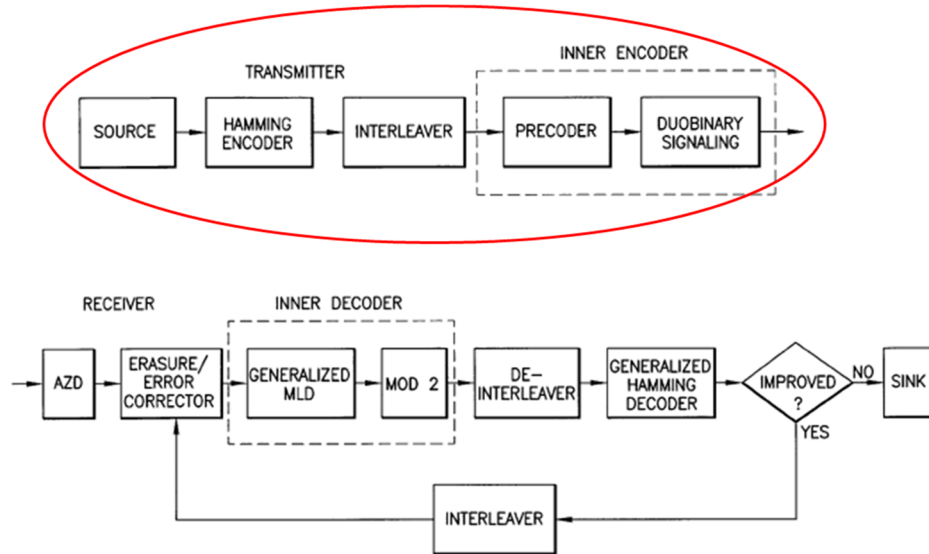 INNER ENCODER
TRANSMITTER
SOURCE
HAMMING
ENCODER
INTERLEAVER
PRECODER
DUOBINARY
SIGNALING
RECEIVER
INNER DECODER
AZD
ERASURE/
ERROR
CORRECTOR
GENERALIZED
MLD
MOD 2
DE-
INTERLEAVER
GENERALIZED
HAMMING
DECODER
IMPROVED
?
NO
SINK
YES
INTERLEAVER